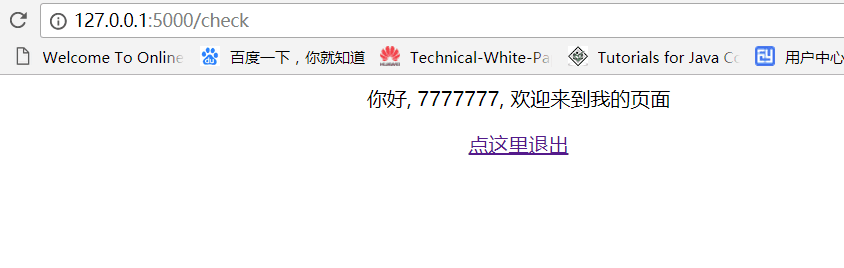 127.0.0.1:5000/check
Welcome To Online 百度一下，你就知道 Technical-White-Pa Tutorials for Java Co 用户中心
你好, 7777777, 欢迎来到我的页面
点这里退出